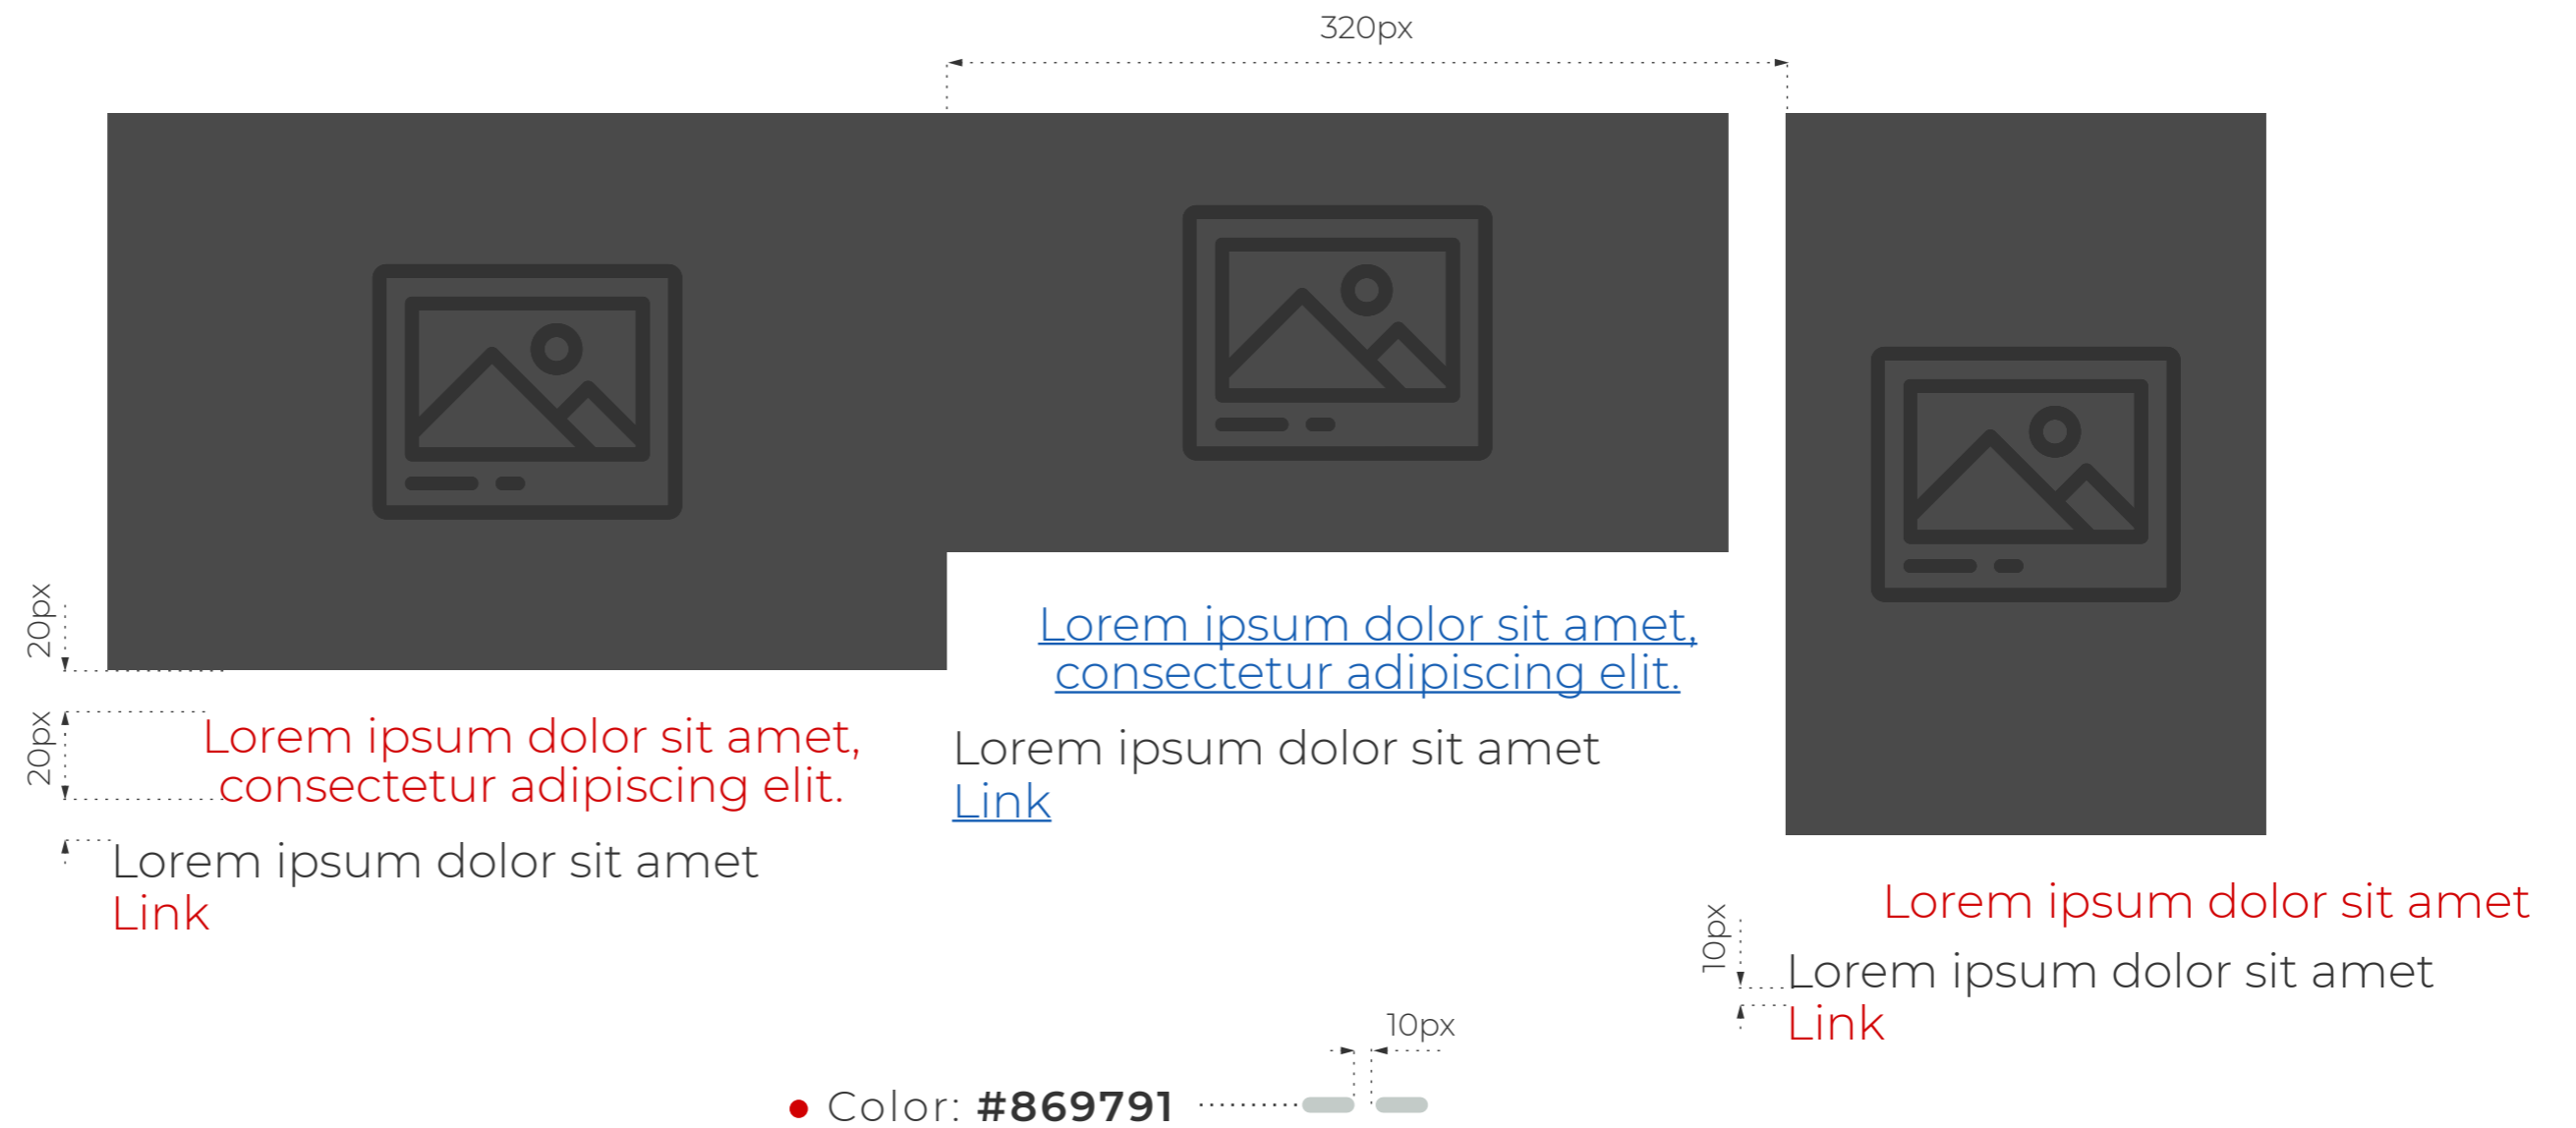 320px
20px
20px
Lorem ipsum dolor sit amet,
consectetur adipiscing elit.
Lorem ipsum dolor sit amet
Link
Lorem ipsum dolor sit amet,
consectetur adipiscing elit.
Lorem ipsum dolor sit amet
Link
Lorem ipsum dolor sit amet
10px
Lorem ipsum dolor sit amet
Link
10px
Color: #869791